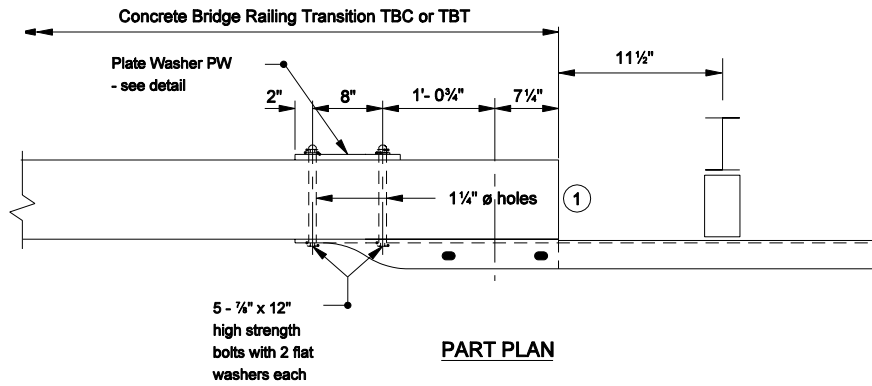 Concrete Bridge Railing Transition TBC or TBT
Plate Washer PW
- see detail
11 ½"
2"
8"
1'- 0¾"
7¼"
1¼" ø holes
1
5 - ⅞" x 12"
high strength
bolts with 2 flat
washers each
PART PLAN